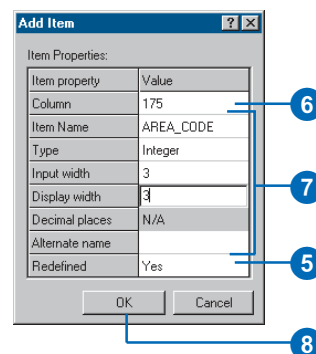 Add Item ? X
Item Properties:
Item property Value
Column 175 6
Item Name AREA_CODE
Type Integer
Input width 3 7
Display width 3
Decimal places N/A
Alternate name
Redefined Yes 5
OK Cancel
8